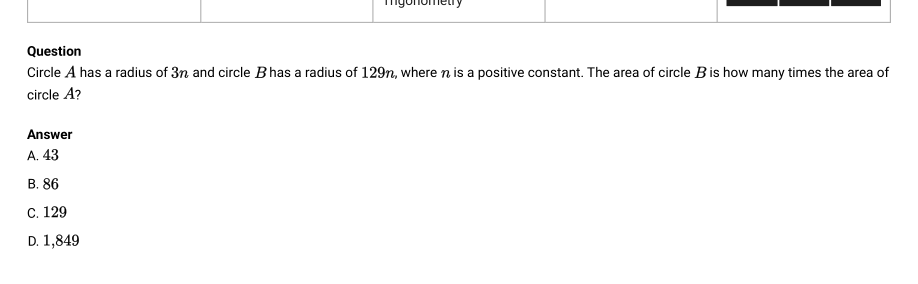 Trigonometry
Question
Circle A has a radius of 3n and circle B has a radius of 129n, where n is a positive constant. The area of circle B is how many times the area of
circle A?
Answer
A. 43
B. 86
C. 129
D. 1,849